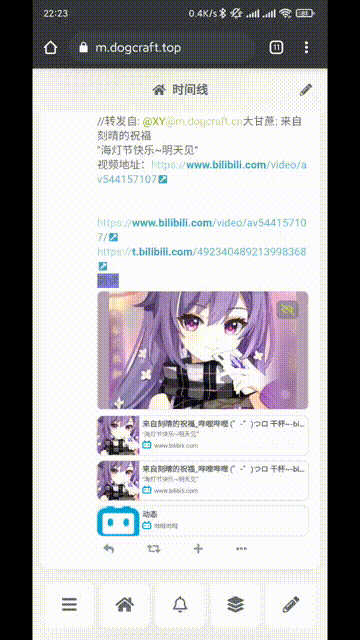 22:23
0.4K/s
m.dogcraft.top
11
时间线
//转发自: @XY@m.dogcraft.cn大甘蔗: 来自
刻晴的祝福
"海灯节快乐~明天见"
视频地址: https://www.bilibili.com/video/a
v544157107
https://www.bilibili.com/video/av54415710
7/
https://t.bilibili.com/492340489213998368
来自刻晴的祝福_哔哩哔哩 (゜-゜)つロ 干杯~-bi...
"海灯节快乐~明天见"
www.bilibili.com
来自刻晴的祝福_哔哩哔哩 (゜-゜)つロ 干杯~-bi...
"海灯节快乐~明天见"
www.bilibili.com
动态
哔哩哔哩